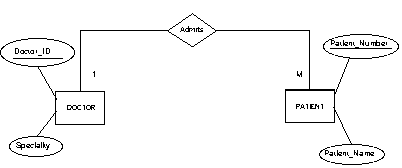 Admits
Patient_Number
Doctor_ID
1
M
DOCTOR
PATIENT
Specialty
Patient_Name